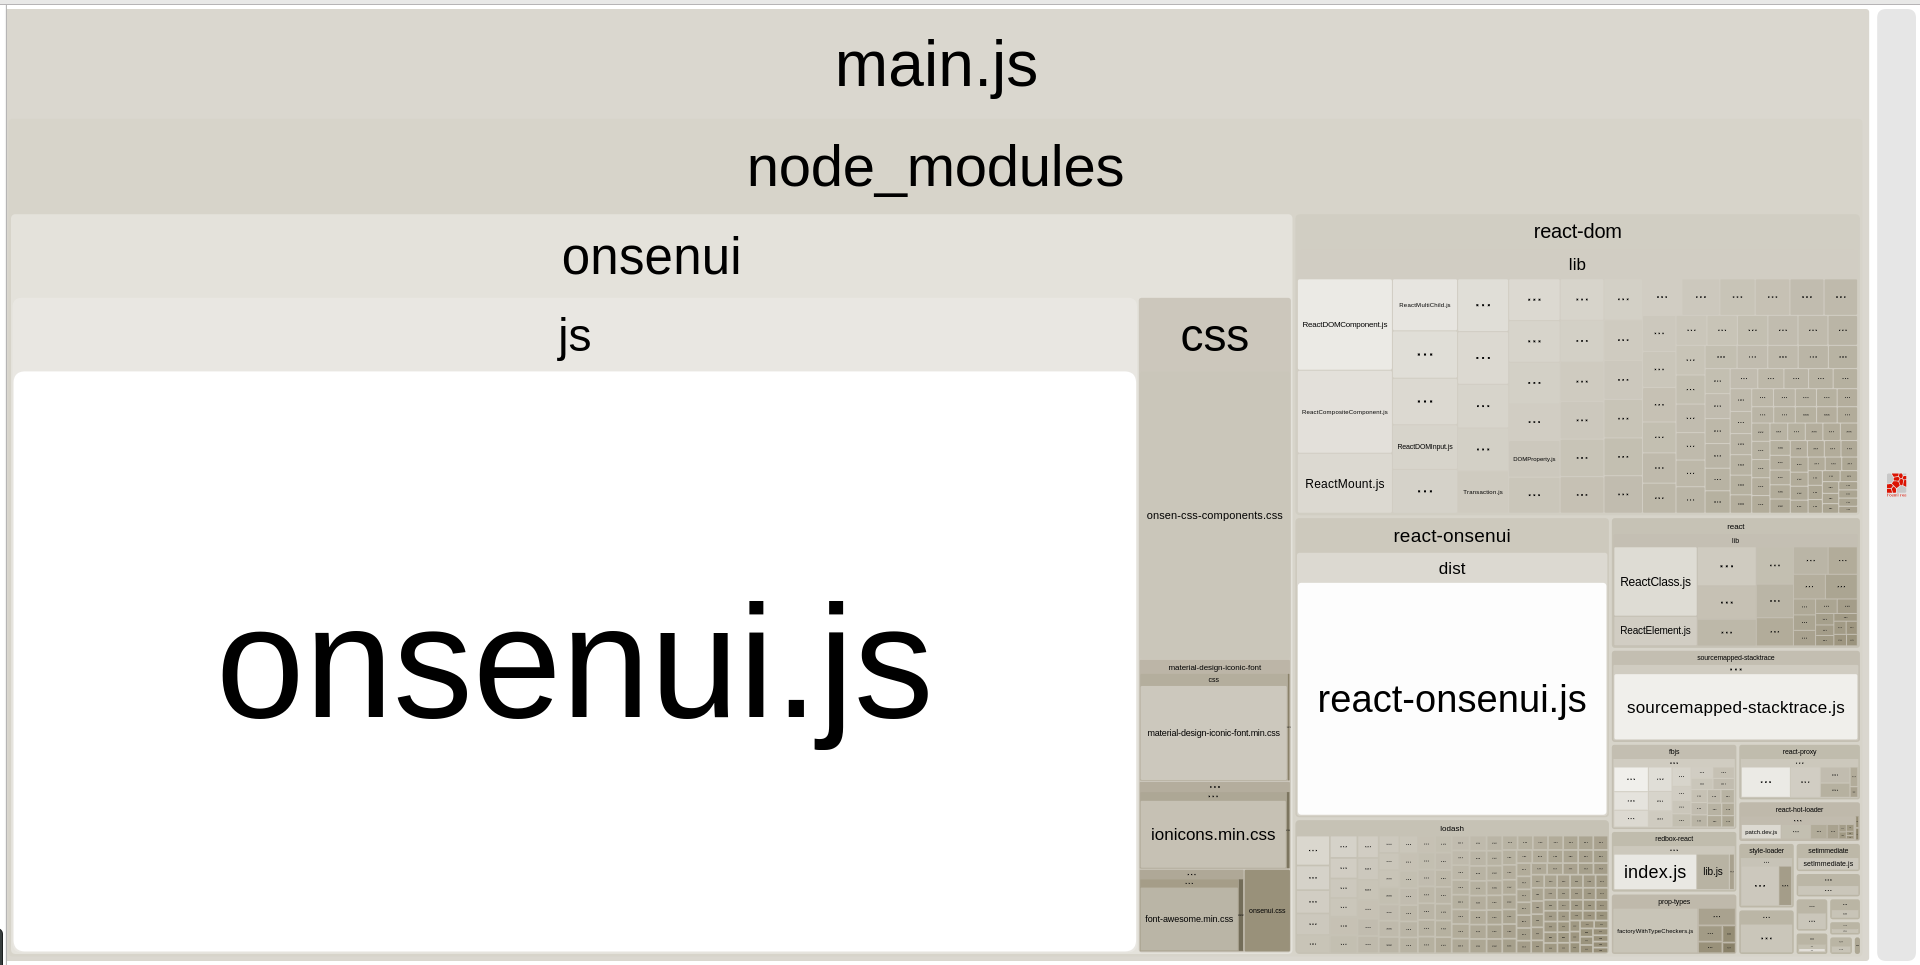 main.js
node_modules
onsenui
js
onsenui.js
css
onsen-css-components.css
material-design-iconic-font
css
material-design-iconic-font.min.css
...
...
ionicons.min.css
...
...
font-awesome.min.css
onsenui.css
react-dom
lib
ReactDOMComponent.js
ReactMultiChild.js
ReactCompositeComponent.js
ReactDOMInput.js
DOMProperty.js
ReactMount.js
Transaction.js
react-onsenui
dist
react-onsenui.js
lodash
react
lib
ReactClass.js
ReactElement.js
sourcemapped-stacktrace
...
sourcemapped-stacktrace.js
fbjs
...
react-proxy
...
react-hot-loader
...
patch.dev.js
redbox-react
...
index.js
lib.js
style-loader
...
setimmediate
setImmediate.js
prop-types
factoryWithTypeCheckers.js